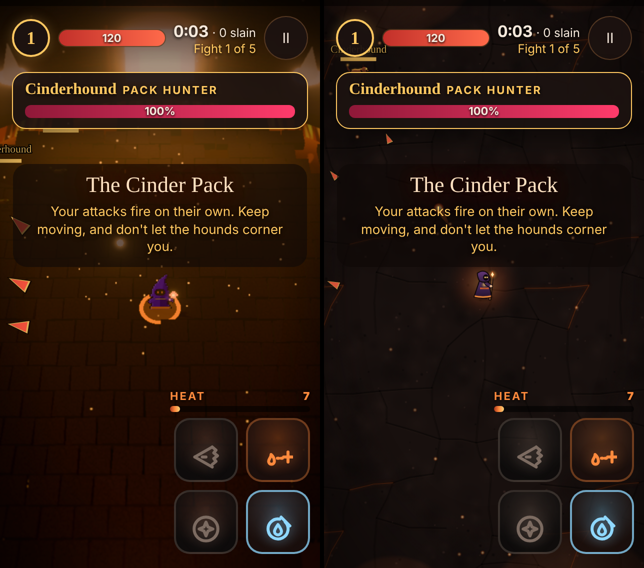 1
120
0:03 · 0 slain
Fight 1 of 5
Cinderhound PACK HUNTER
100%
erhound
The Cinder Pack
Your attacks fire on their own. Keep
moving, and don't let the hounds corner
you.
HEAT 7
1
120
0:03 · 0 slain
Fight 1 of 5
Cinderhound PACK HUNTER
100%
The Cinder Pack
Your attacks fire on their own. Keep
moving, and don't let the hounds corner
you.
HEAT 7